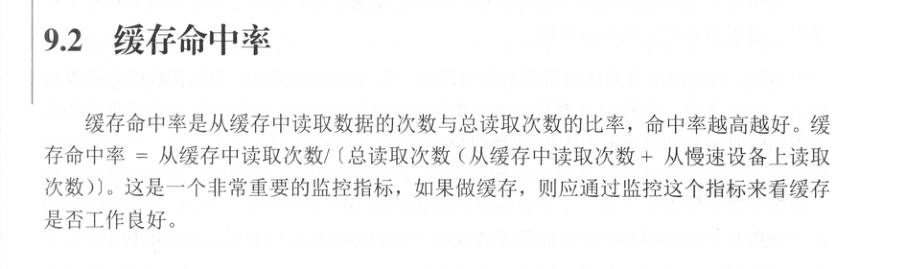 9.2 缓存命中率
缓存命中率是从缓存中读取数据的次数与总读取次数的比率，命中率越高越好。缓
存命中率 = 从缓存中读取次数/〔总读取次数（从缓存中读取次数 + 从慢速设备上读取
次数）〕。这是一个非常重要的监控指标，如果做缓存，则应通过监控这个指标来看缓存
是否工作良好。